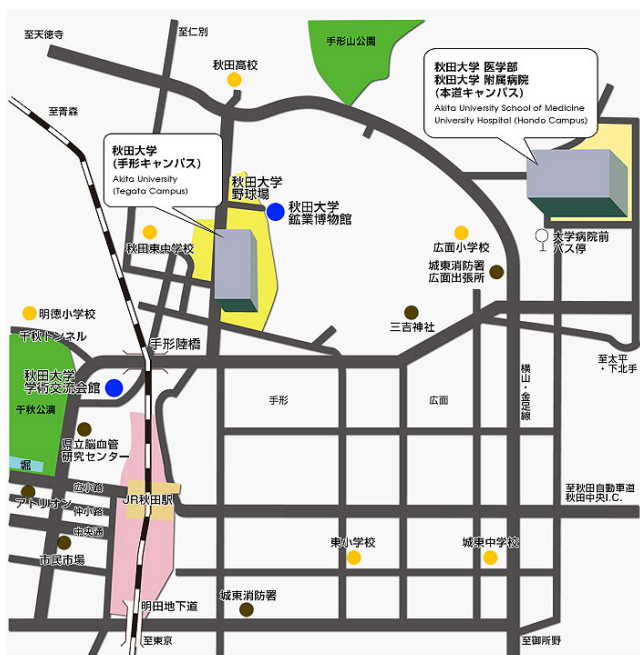 至天徳寺
至仁別
秋田高校
手形山公園
秋田大学 医学部
秋田大学 附属病院
(本道キャンパス)
Akita University School of Medicine
University Hospital (Hondo Campus)
至青森
秋田大学
(手形キャンパス)
Akita University
(Tegata Campus)
秋田大学
野球場
秋田大学
鉱業博物館
秋田東中学校
広面小学校
大学病院前
バス停
城東消防署
広面出張所
明徳小学校
三吉神社
千秋トンネル
手形陸橋
至太平
・下北手
秋田大学
学術交流会館
横山・金足線
手形
広面
千秋公演
県立脳血管
研究センター
堀
広小路
JR秋田駅
至秋田自動車道
秋田中央I.C.
アトリオン
仲小路
中央通
市民市場
東小学校
城東中学校
明田地下道
城東消防署
至東京
至御所野